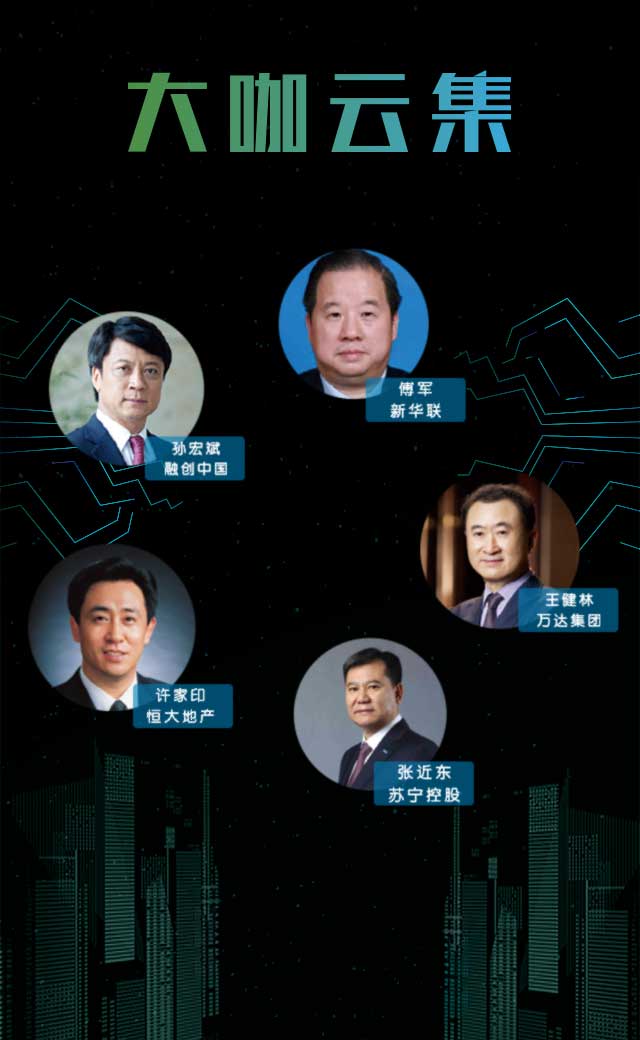 大咖云集
傅军
新华联
孙宏斌
融创中国
王健林
万达集团
许家印
恒大地产
张近东
苏宁控股